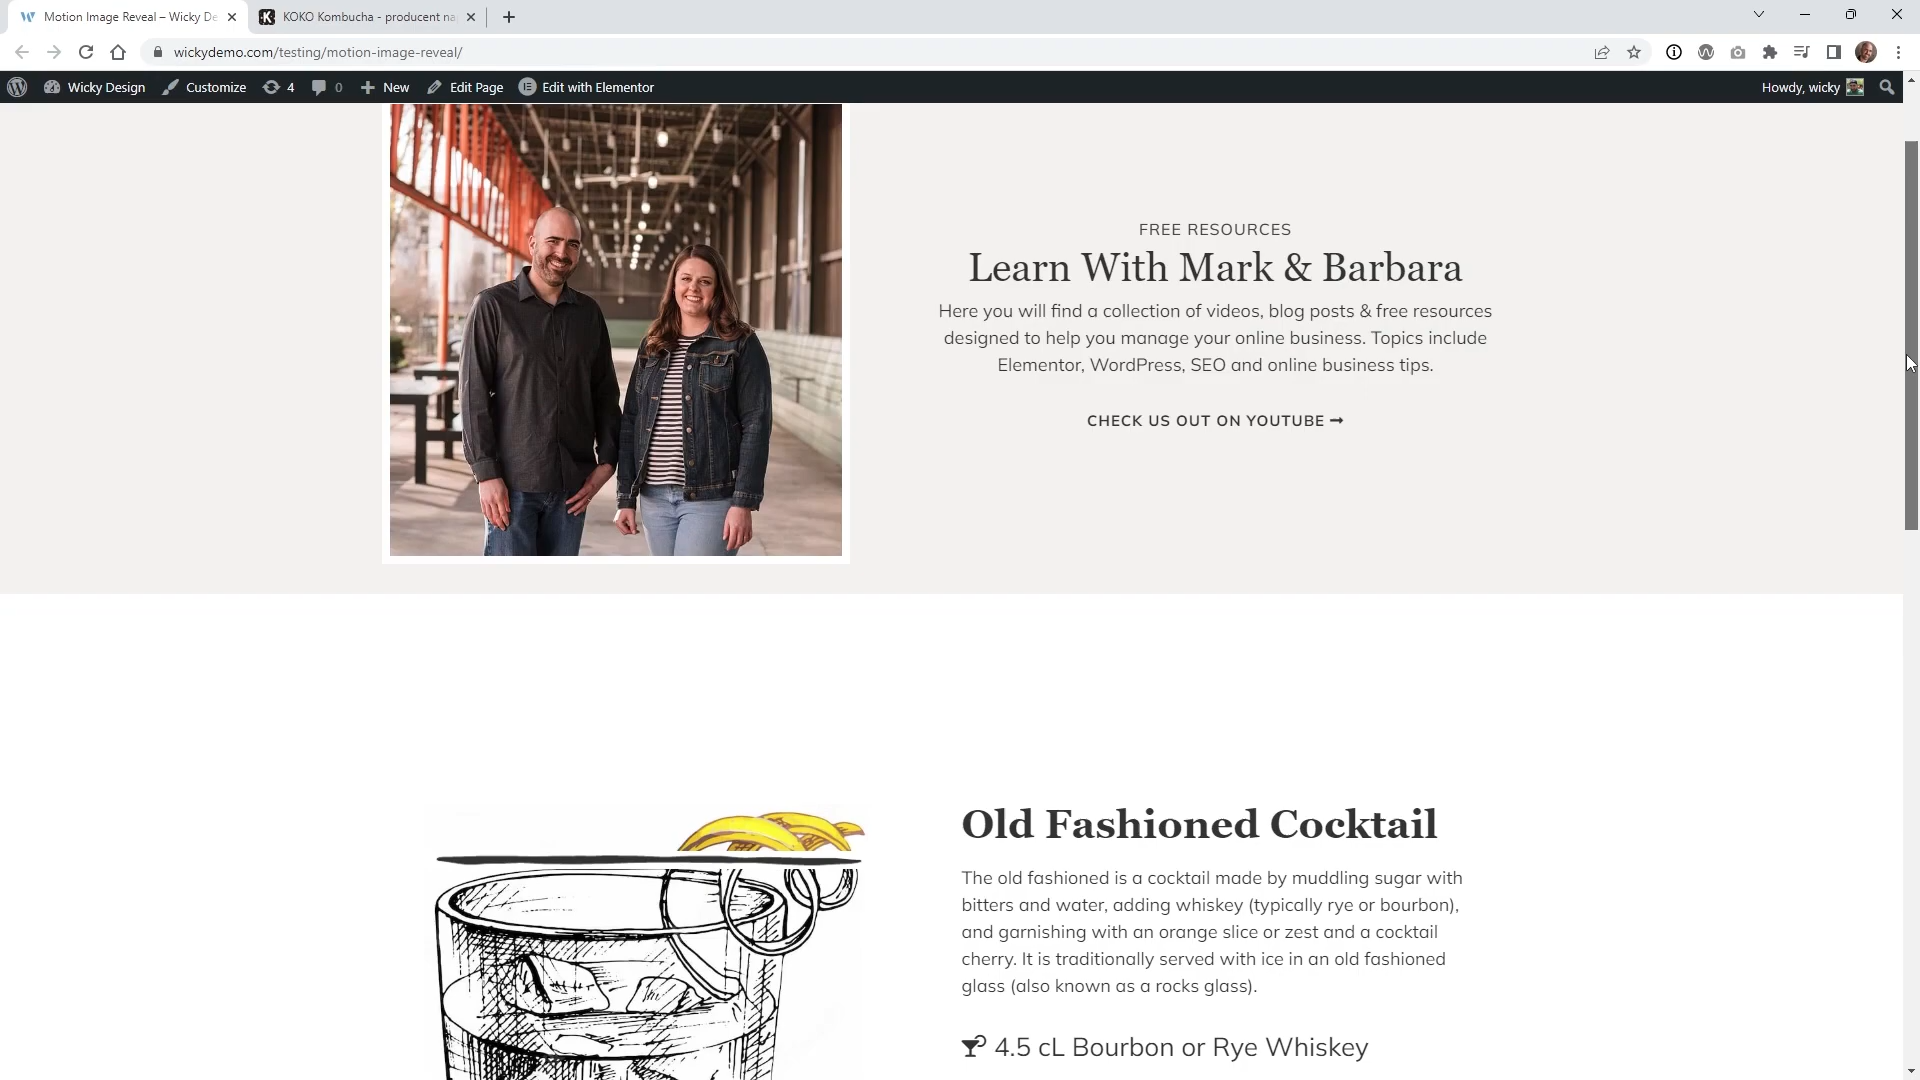 Motion Image Reveal – Wicky De
KOKO Kombucha - producent na
wickydemo.com/testing/motion-image-reveal/
Wicky Design
Customize
4
0
New
Edit Page
Edit with Elementor
Howdy, wicky
FREE RESOURCES
Learn With Mark & Barbara
Here you will find a collection of videos, blog posts & free resources
designed to help you manage your online business. Topics include
Elementor, WordPress, SEO and online business tips.
CHECK US OUT ON YOUTUBE ➞
Old Fashioned Cocktail
The old fashioned is a cocktail made by muddling sugar with
bitters and water, adding whiskey (typically rye or bourbon),
and garnishing with an orange slice or zest and a cocktail
cherry. It is traditionally served with ice in an old fashioned
glass (also known as a rocks glass).
4.5 cL Bourbon or Rye Whiskey